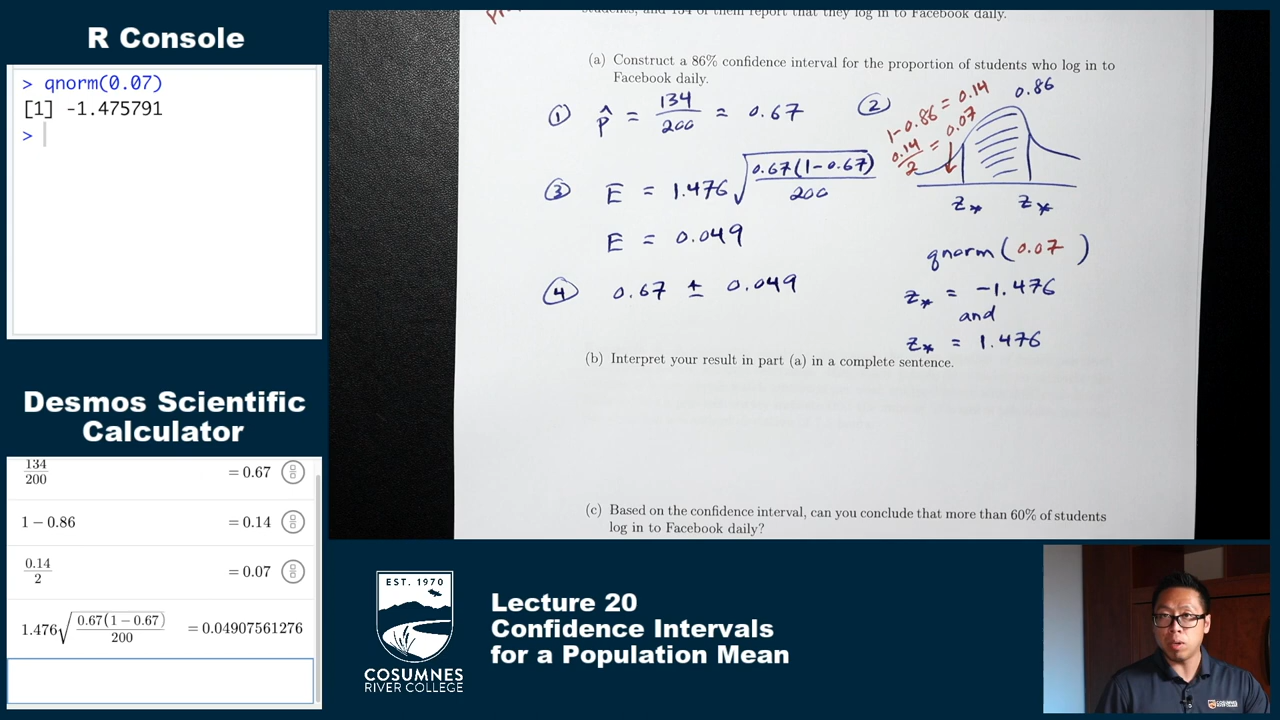 R Console
> qnorm(0.07)
[1] -1.475791
>
Desmos Scientific
Calculator
134
200
= 0.67
1 − 0.86
= 0.14
0.14
2
= 0.07
1.476√0.67(1 − 0.67)
200
= 0.04907561276
and 134 of them report that they log in to Facebook daily.
(a) Construct a 86% confidence interval for the proportion of students who log in to
Facebook daily.
① p̂ = 134/200 = 0.67
② 1-0.86 = 0.14
0.14/2 = 0.07
0.86
z* z*
③ E = 1.476 √0.67(1-0.67)/200
E = 0.049
④ 0.67 ± 0.049
qnorm(0.07)
z* = -1.476
and
z* = 1.476
(b) Interpret your result in part (a) in a complete sentence.
(c) Based on the confidence interval, can you conclude that more than 60% of students
log in to Facebook daily?
EST. 1970
COSUMNES
RIVER COLLEGE
Lecture 20
Confidence Intervals
for a Population Mean